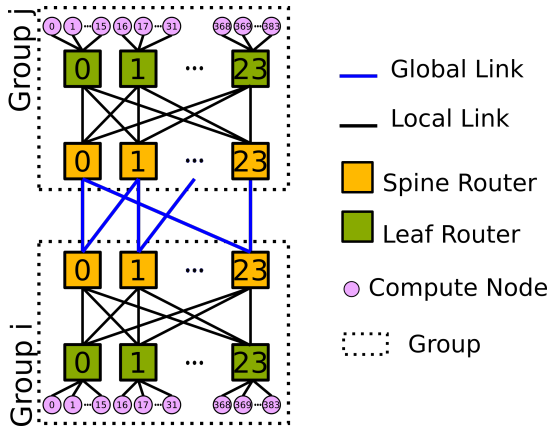 Group j
0 1 ··· 15 16 17 ··· 31 368 369 ··· 383
0 1 ... 23
0 1 ... 23
0 1 ... 23
0 1 ... 23
0 1 ··· 15 16 17 ··· 31 368 369 ··· 383
Group i
Global Link
Local Link
Spine Router
Leaf Router
Compute Node
Group